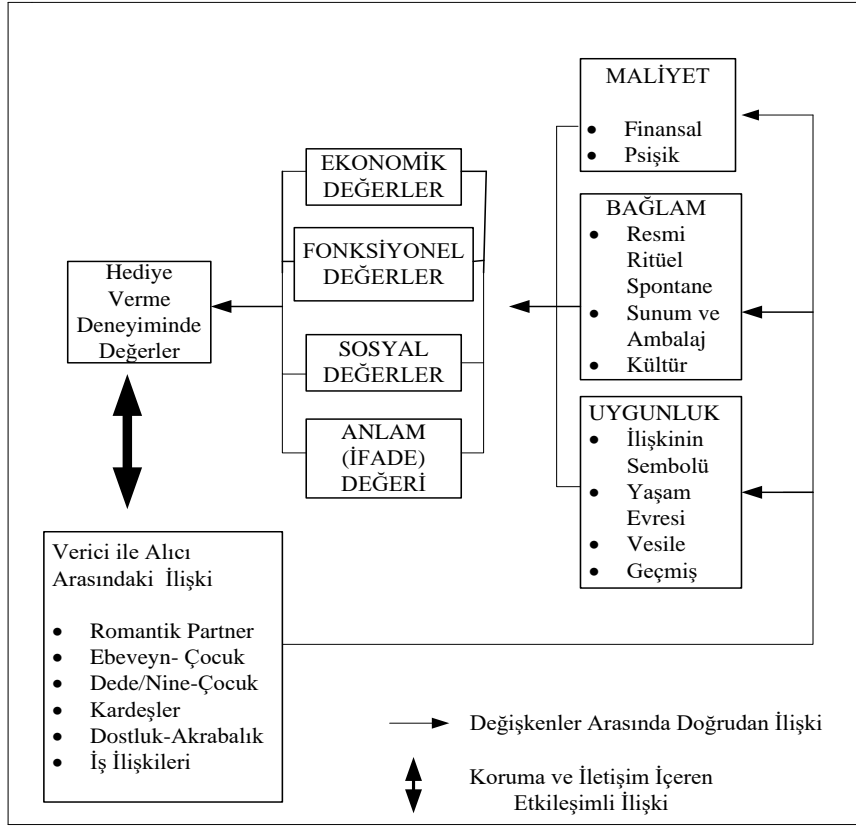 MALİYET
• Finansal
• Psişik
EKONOMİK
DEĞERLER
FONKSİYONEL
DEĞERLER
SOSYAL
DEĞERLER
ANLAM
(İFADE)
DEĞERİ
BAĞLAM
• Resmi
Ritüel
Spontane
• Sunum ve
Ambalaj
• Kültür
Hediye
Verme
Deneyiminde
Değerler
UYGUNLUK
• İlişkinin
Sembolü
• Yaşam
Evresi
• Vesile
• Geçmiş
Verici ile Alıcı
Arasındaki İlişki
• Romantik Partner
• Ebeveyn- Çocuk
• Dede/Nine-Çocuk
• Kardeşler
• Dostluk-Akrabalık
• İş İlişkileri
Değişkenler Arasında Doğrudan İlişki
Koruma ve İletişim İçeren
Etkileşimli İlişki